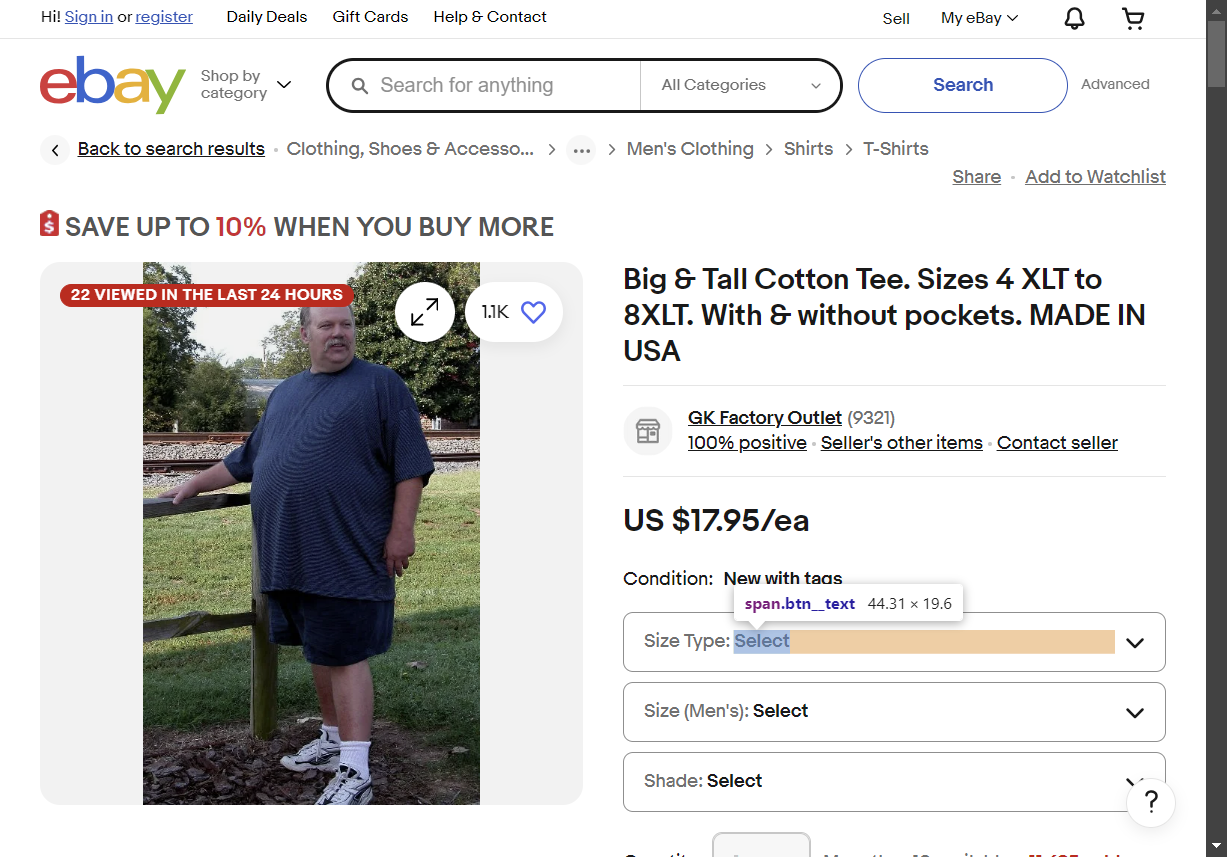 Hi! Sign in or register Daily Deals Gift Cards Help & Contact Sell My eBay
ebay
Shop by
category
Search for anything All Categories Search Advanced
Back to search results Clothing, Shoes & Accesso... ... Men's Clothing Shirts T-Shirts
Share Add to Watchlist
SAVE UP TO 10% WHEN YOU BUY MORE
22 VIEWED IN THE LAST 24 HOURS
1.1K
Big & Tall Cotton Tee. Sizes 4 XLT to
8XLT. With & without pockets. MADE IN
USA
GK Factory Outlet (9321)
100% positive Seller's other items Contact seller
US $17.95/ea
Condition: New with tags
span.btn__text 44.31 × 19.6
Size Type: Select
Size (Men's): Select
Shade: Select
?